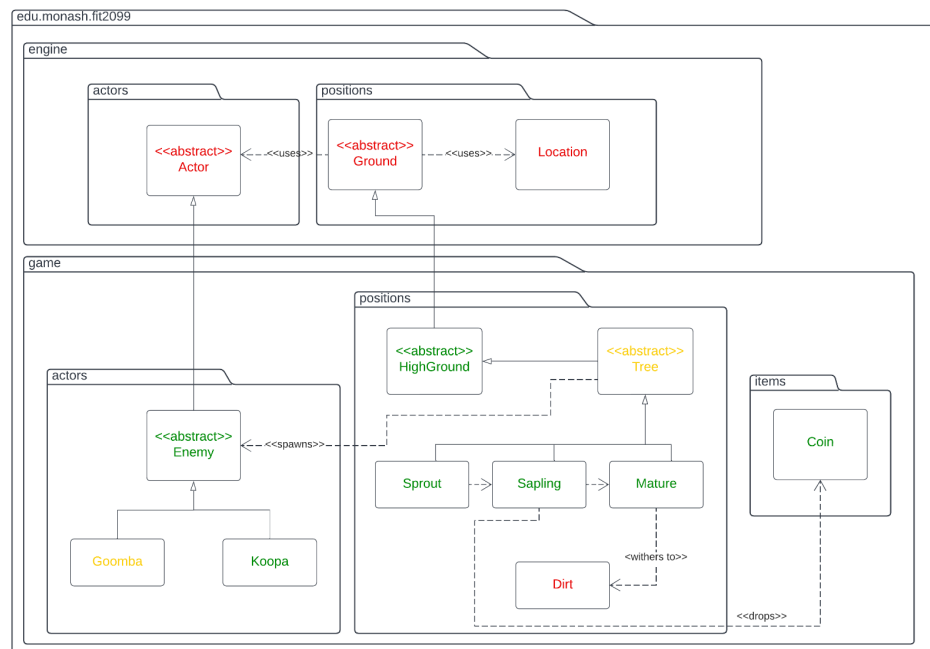 edu.monash.fit2099
engine
actors
positions
<<abstract>>
Actor
<<uses>>
<<abstract>>
Ground
<<uses>>
Location
game
positions
<<abstract>>
HighGround
<<abstract>>
Tree
actors
items
<<abstract>>
Enemy
<<spawns>>
Coin
Sprout
Sapling
Mature
Goomba
Koopa
<withers to>>
Dirt
<<drops>>